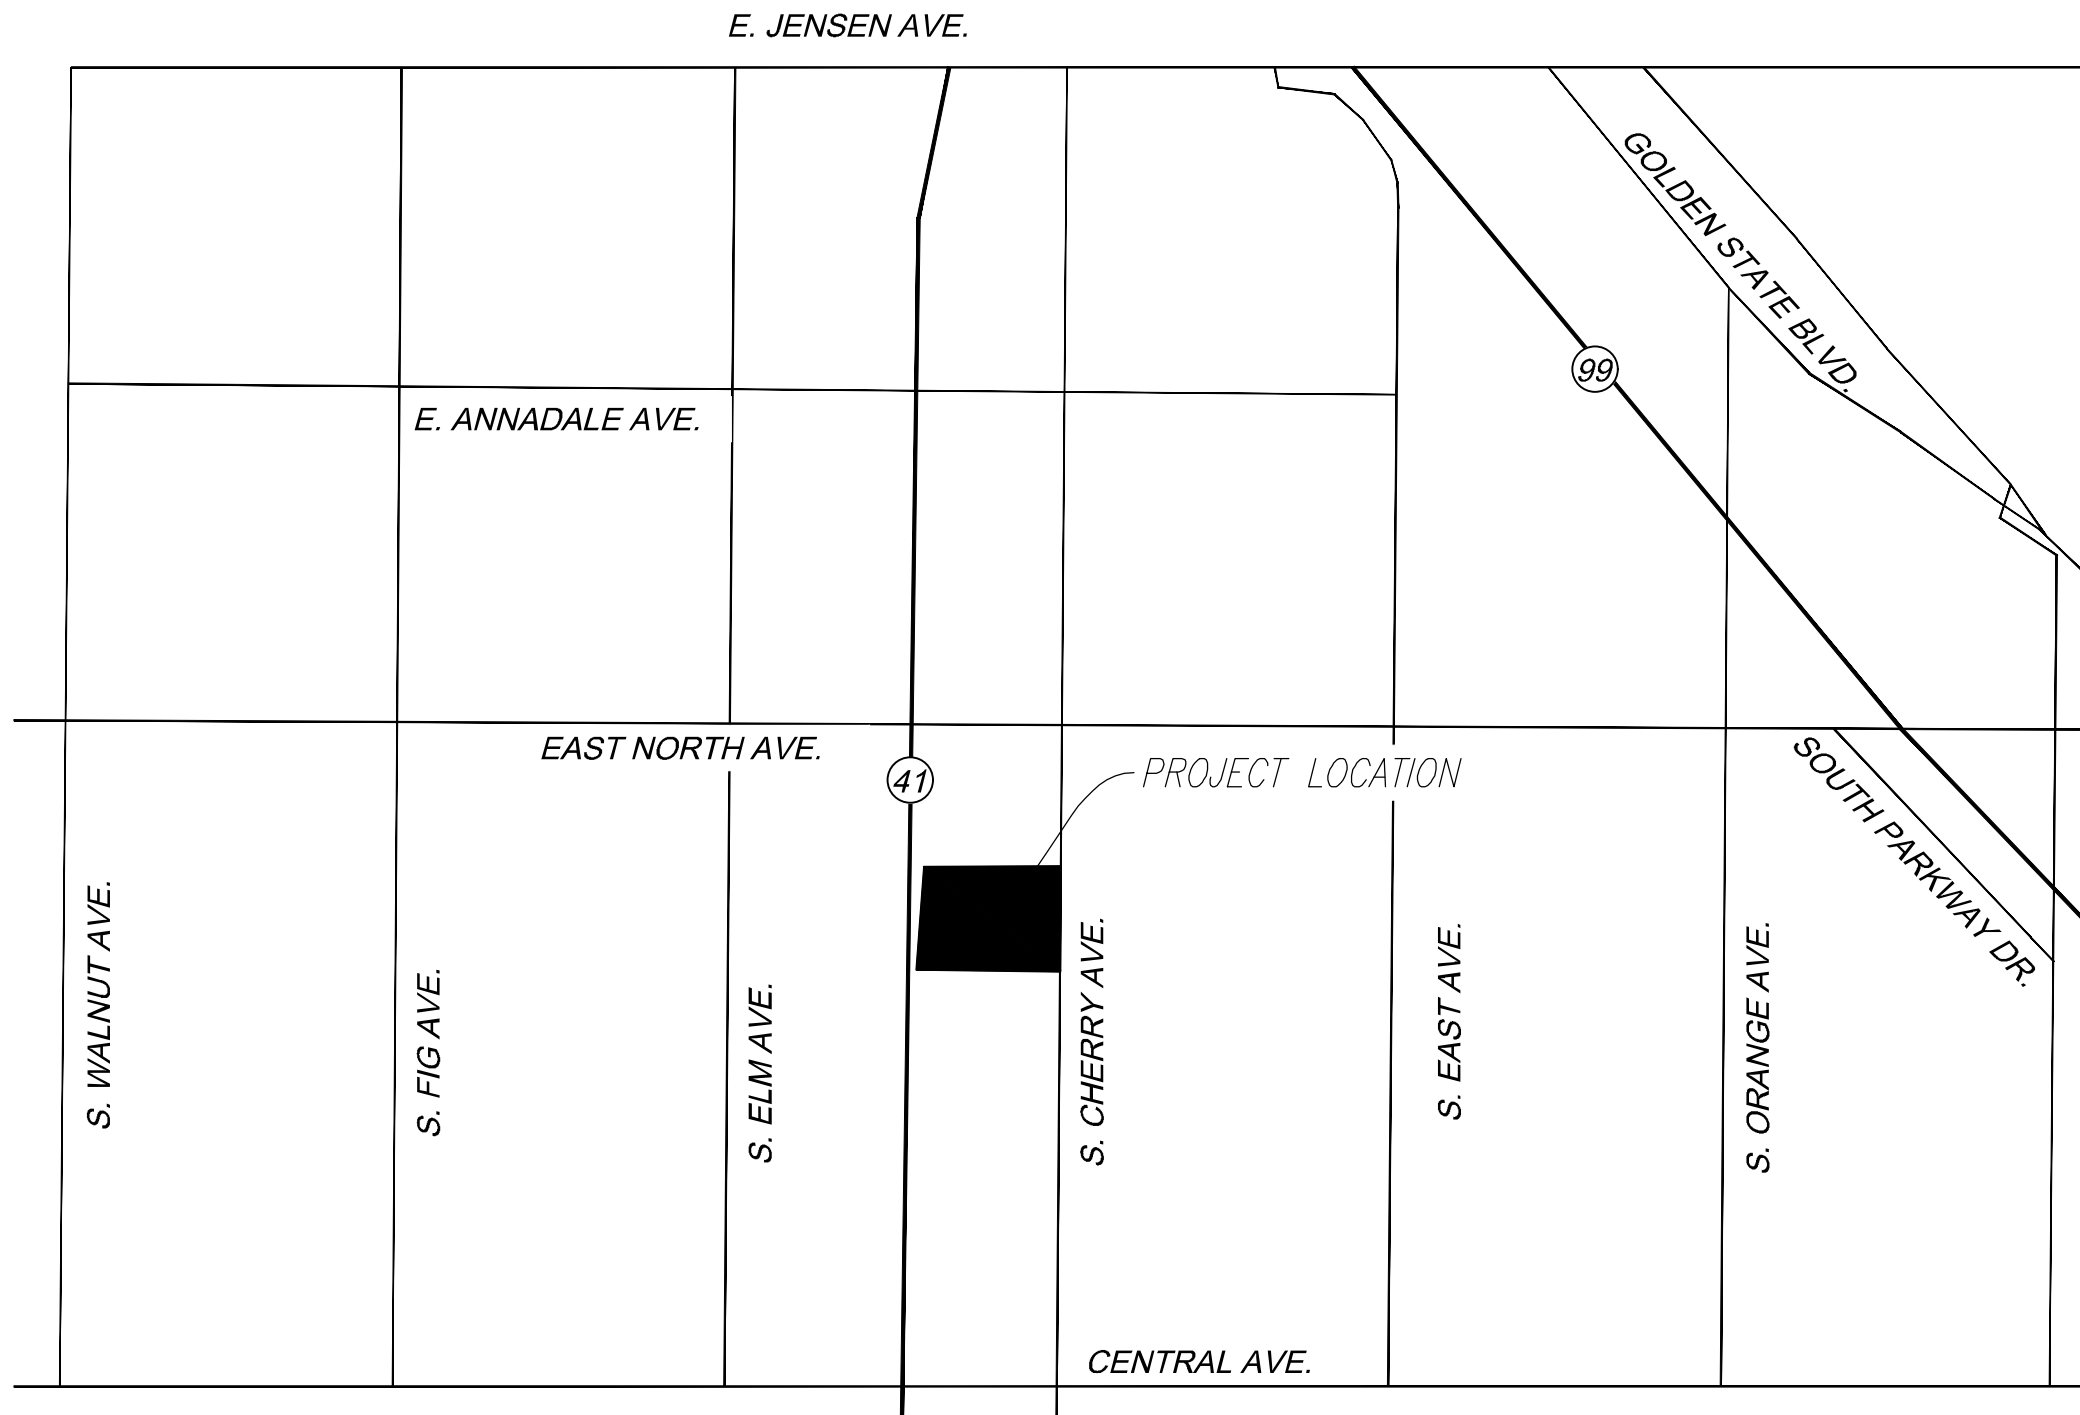 E. JENSEN AVE.
GOLDEN STATE BLVD.
99
E. ANNADALE AVE.
EAST NORTH AVE.
41
PROJECT LOCATION
SOUTH PARKWAY DR.
S. WALNUT AVE.
S. FIG AVE.
S. ELM AVE.
S. CHERRY AVE.
S. EAST AVE.
S. ORANGE AVE.
CENTRAL AVE.